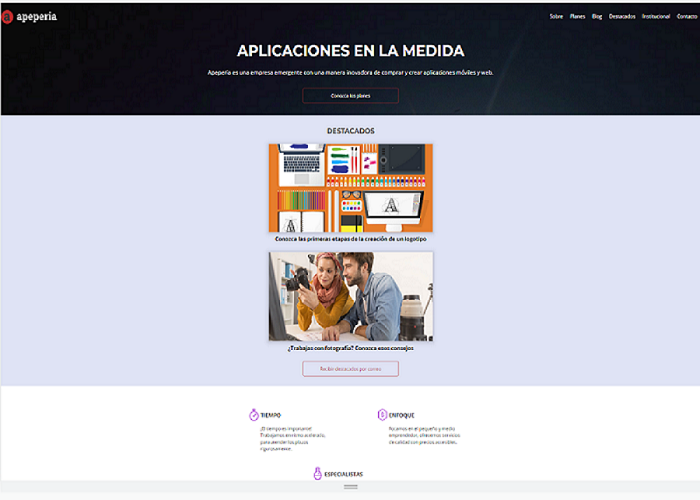 apeperia
Sobre Planes Blog Destacados Institucional Contacto
APLICACIONES EN LA MEDIDA
Apeperia es una empresa emergente con una manera inovadora de comprar y crear aplicaciones móviles y web.
Conozca los planes
DESTACADOS
A
A
Conozca las primeras etapas de la creación de un logotipo
¿Trabajas con fotografía? Conozca esos consejos
Recibir destacados por correo
TIEMPO
¡El tiempo es importante!
Trabajamos en ritmo acelerado,
para atender los plazos
rigurosamente.
ENFOQUE
Focamos en el pequeño y medio
emprendedor, ofrecemos servicios
de calidad con precios accesibles.
ESPECIALISTAS